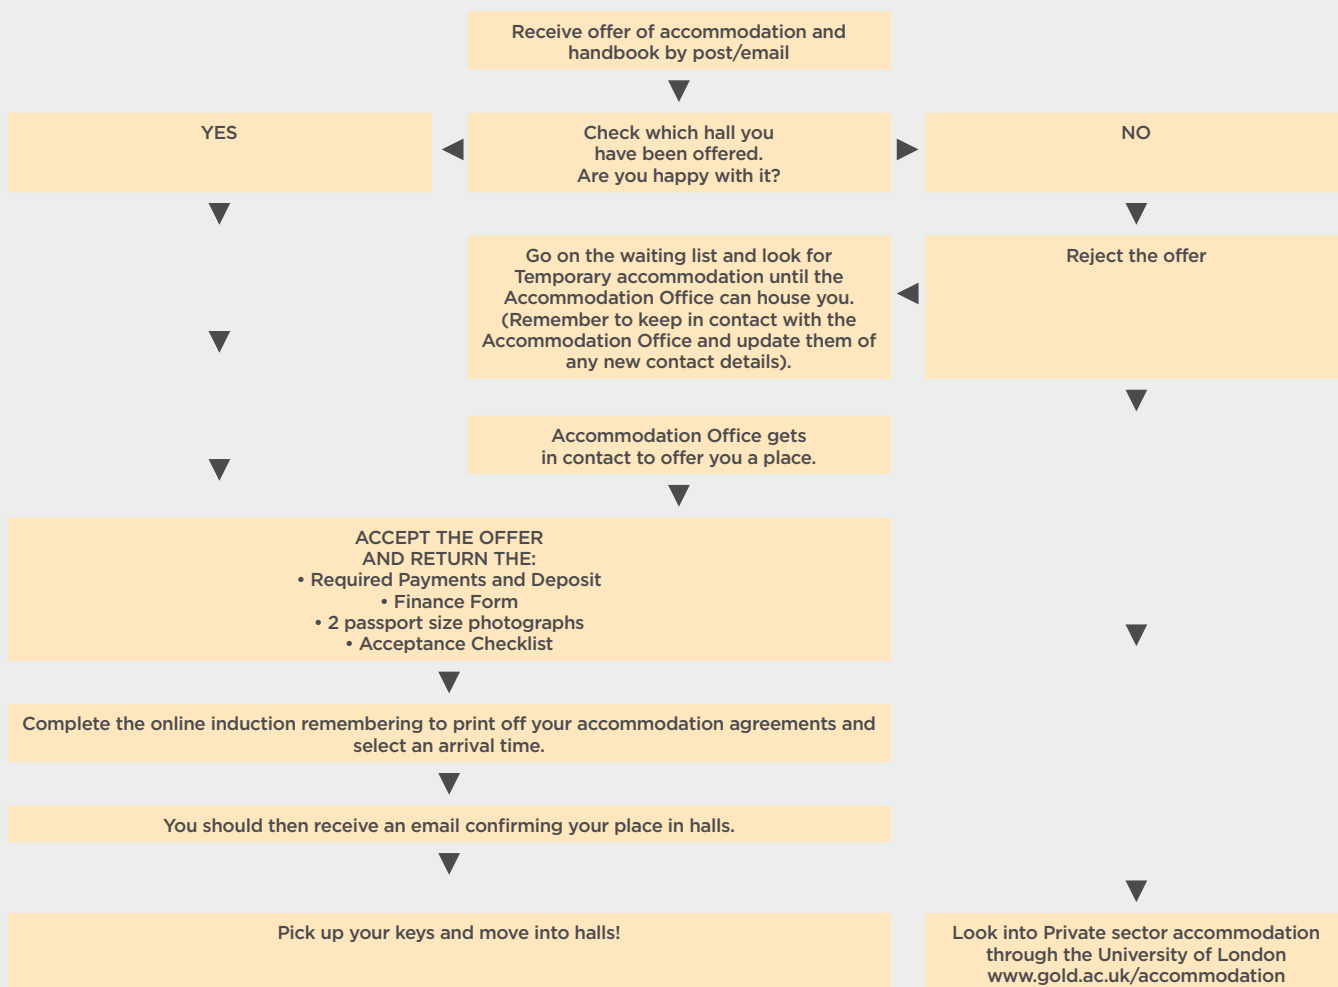 Receive offer of accommodation and
handbook by post/email
YES
Check which hall you
have been offered.
Are you happy with it?
NO
Go on the waiting list and look for
Temporary accommodation until the
Accommodation Office can house you.
(Remember to keep in contact with the
Accommodation Office and update them of
any new contact details).
Reject the offer
Accommodation Office gets
in contact to offer you a place.
ACCEPT THE OFFER
AND RETURN THE:
• Required Payments and Deposit
• Finance Form
• 2 passport size photographs
• Acceptance Checklist
Complete the online induction remembering to print off your accommodation agreements and
select an arrival time.
You should then receive an email confirming your place in halls.
Pick up your keys and move into halls!
Look into Private sector accommodation
through the University of London
www.gold.ac.uk/accommodation